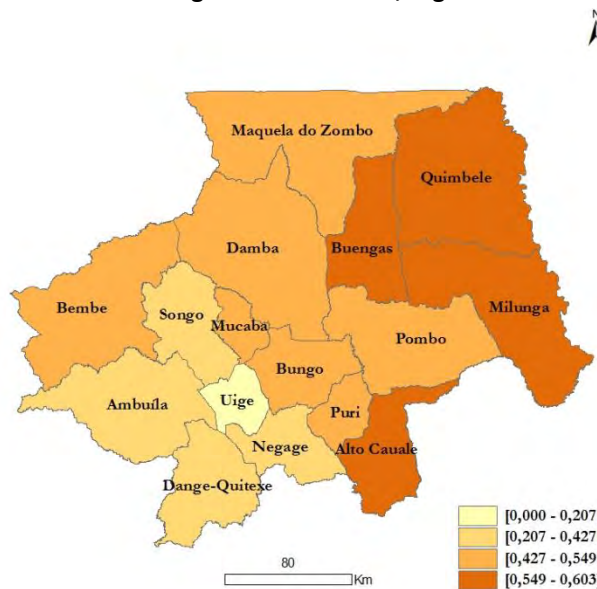 N
Maquela do Zombo
Quimbele
Damba
Buengas
Milunga
Bembe
Songo
Mucaba
Pombo
Bungo
Uige
Ambuíla
Puri
Negage
Alto Cauale
Dange-Quitexe
80
Km
[0,000 - 0,207
[0,207 - 0,427
[0,427 - 0,549
[0,549 - 0,603